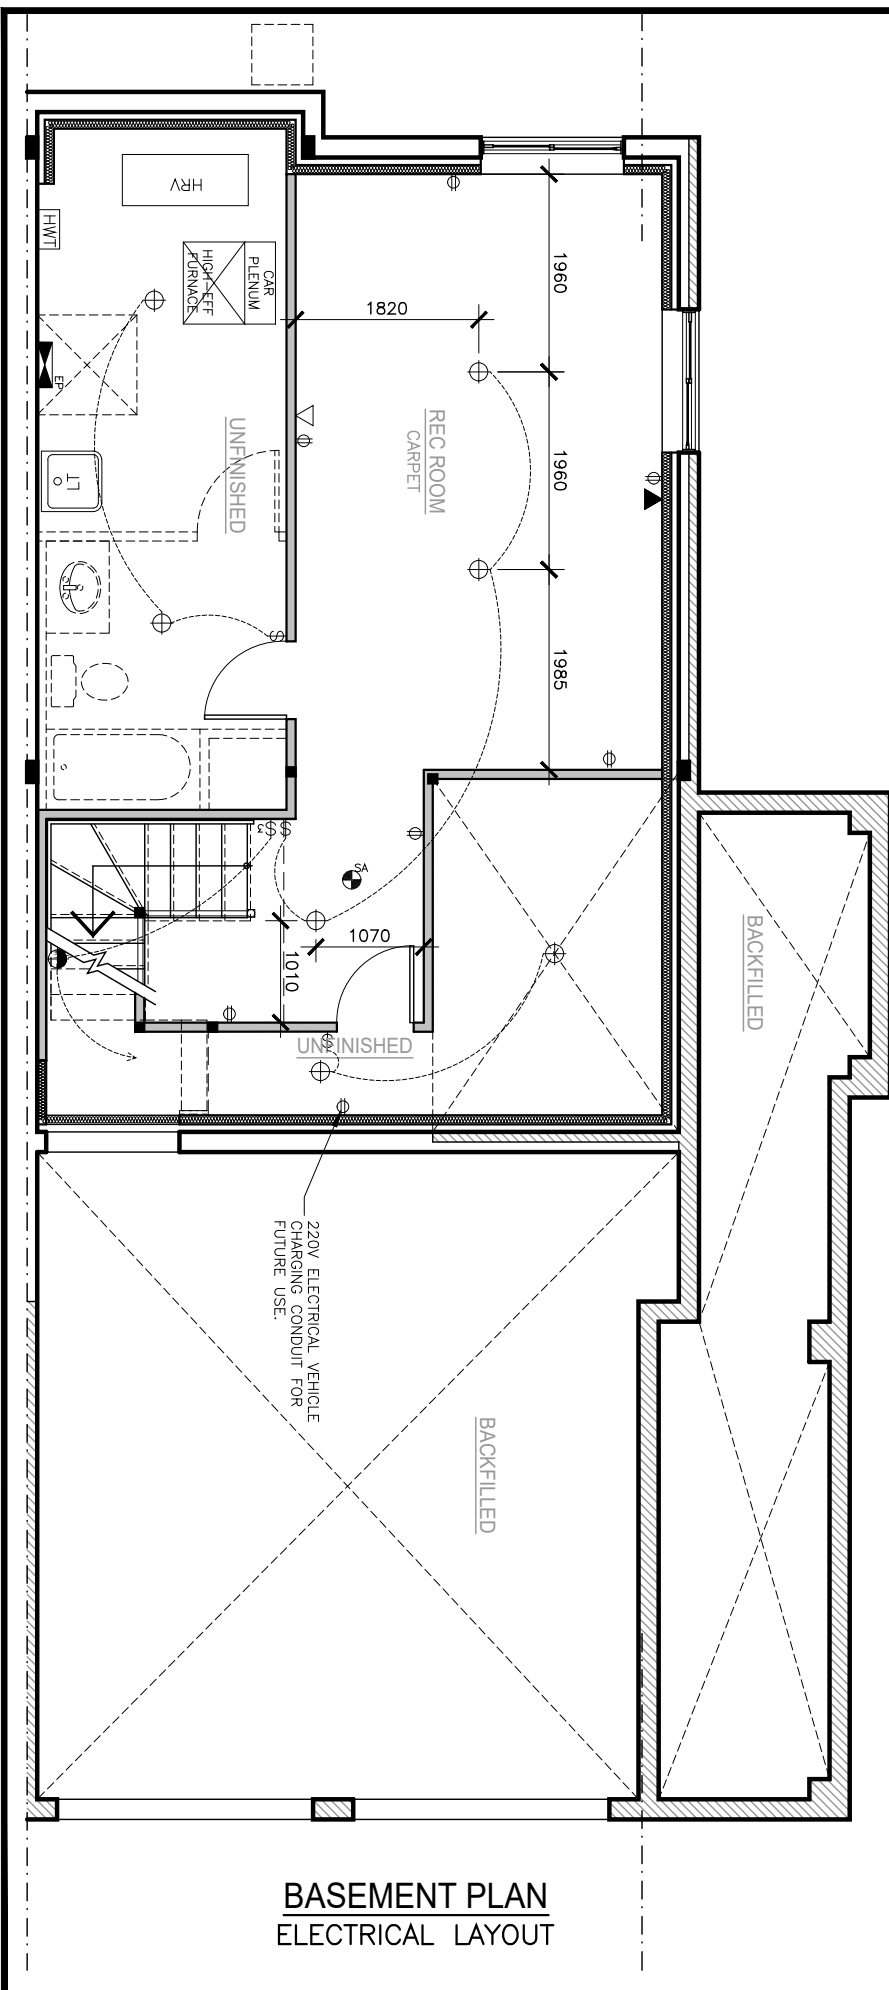 HRV
HWT
CAR
PLENUM
HIGH-EFF
FURNACE
1960
1820
EP
UNFINISHED
REC ROOM
CARPET
1960
LT
S
S
S
1985
S
S3
SA
1070
1010
BACKFILLED
UNFINISHED
S
220V ELECTRICAL VEHICLE
CHARGING CONDUIT FOR
FUTURE USE.
BACKFILLED
BASEMENT PLAN
ELECTRICAL LAYOUT